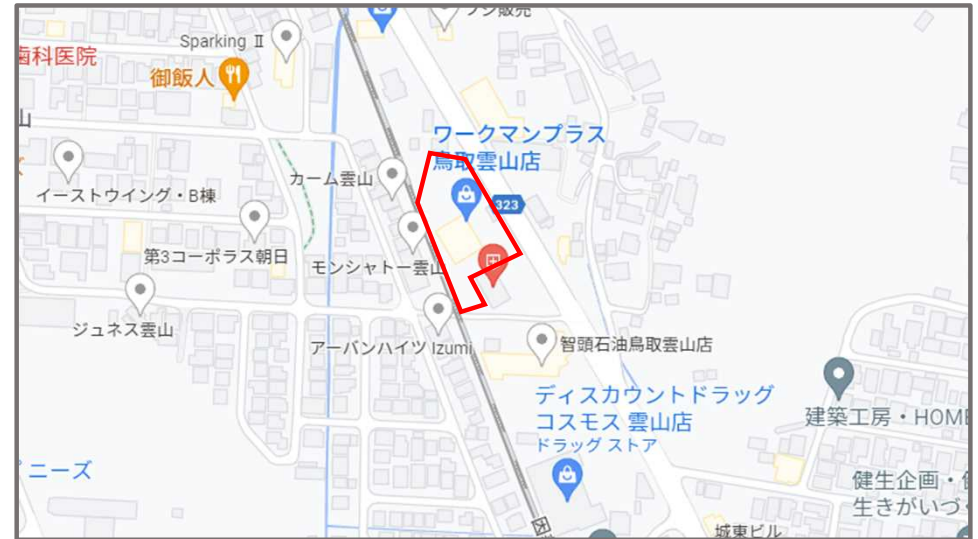 Sparking Ⅱ
歯科医院
御飯人
ワークマンプラス
鳥取雲山店
323
カーム雲山
イーストウイング・B棟
第3コーポラス朝日
モンシャトー雲山
ジュネス雲山
アーバンハイツ Izumi
智頭石油鳥取雲山店
ディスカウントドラッグ
コスモス 雲山店
ドラッグ ストア
建築工房・HOME
ニーズ
健生企画・
生きがいづ
城東ビル